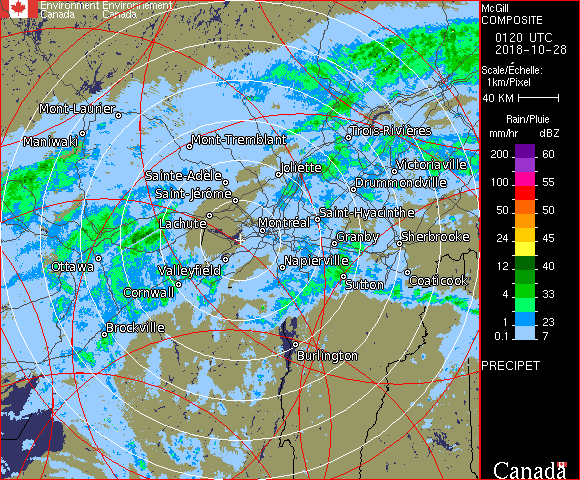 Environment Environnement
Canada Canada
Mont-Laurier
Maniwaki
Mont-Tremblant
Trois-Rivières
Sainte-Adèle
Joliette
Victoriaville
Saint-Jérôme
Drummondville
Lachute
Montréal
Saint-Hyacinthe
Granby
Sherbrooke
Ottawa
Valleyfield
Napierville
Cornwall
Sutton
Coaticook
Brockville
Burlington
McGill
COMPOSITE
0120 UTC
2018-10-28
Scale/Échelle:
1km/Pixel
40 KM
Rain/Pluie
mm/hr dBZ
200 60
100 55
50 50
24 45
12 40
4 33
1 23
0.1 7
PRECIPET
Canada